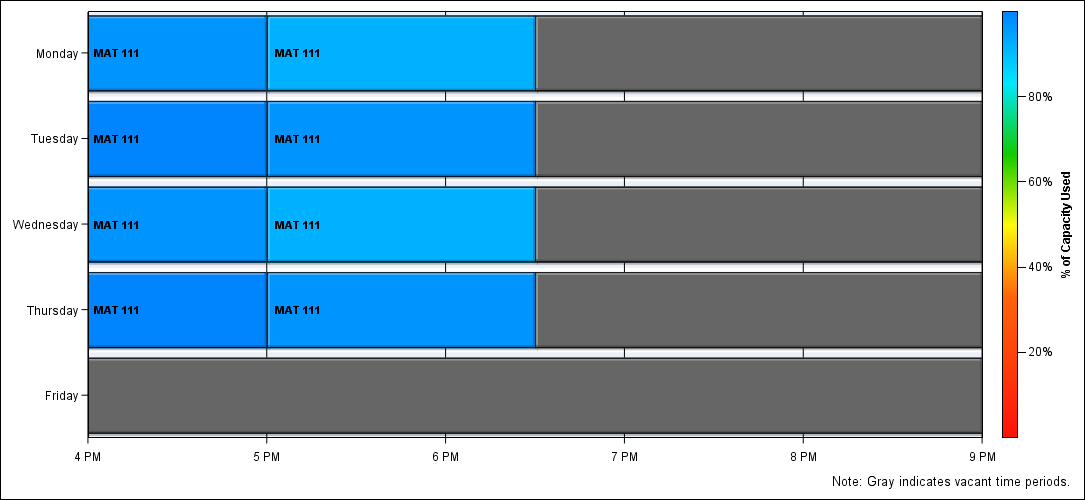 Monday
MAT 111
MAT 111
Tuesday
MAT 111
MAT 111
Wednesday
MAT 111
MAT 111
Thursday
MAT 111
MAT 111
Friday
4 PM
5 PM
6 PM
7 PM
8 PM
9 PM
80%
60%
40%
20%
% of Capacity Used
Note: Gray indicates vacant time periods.